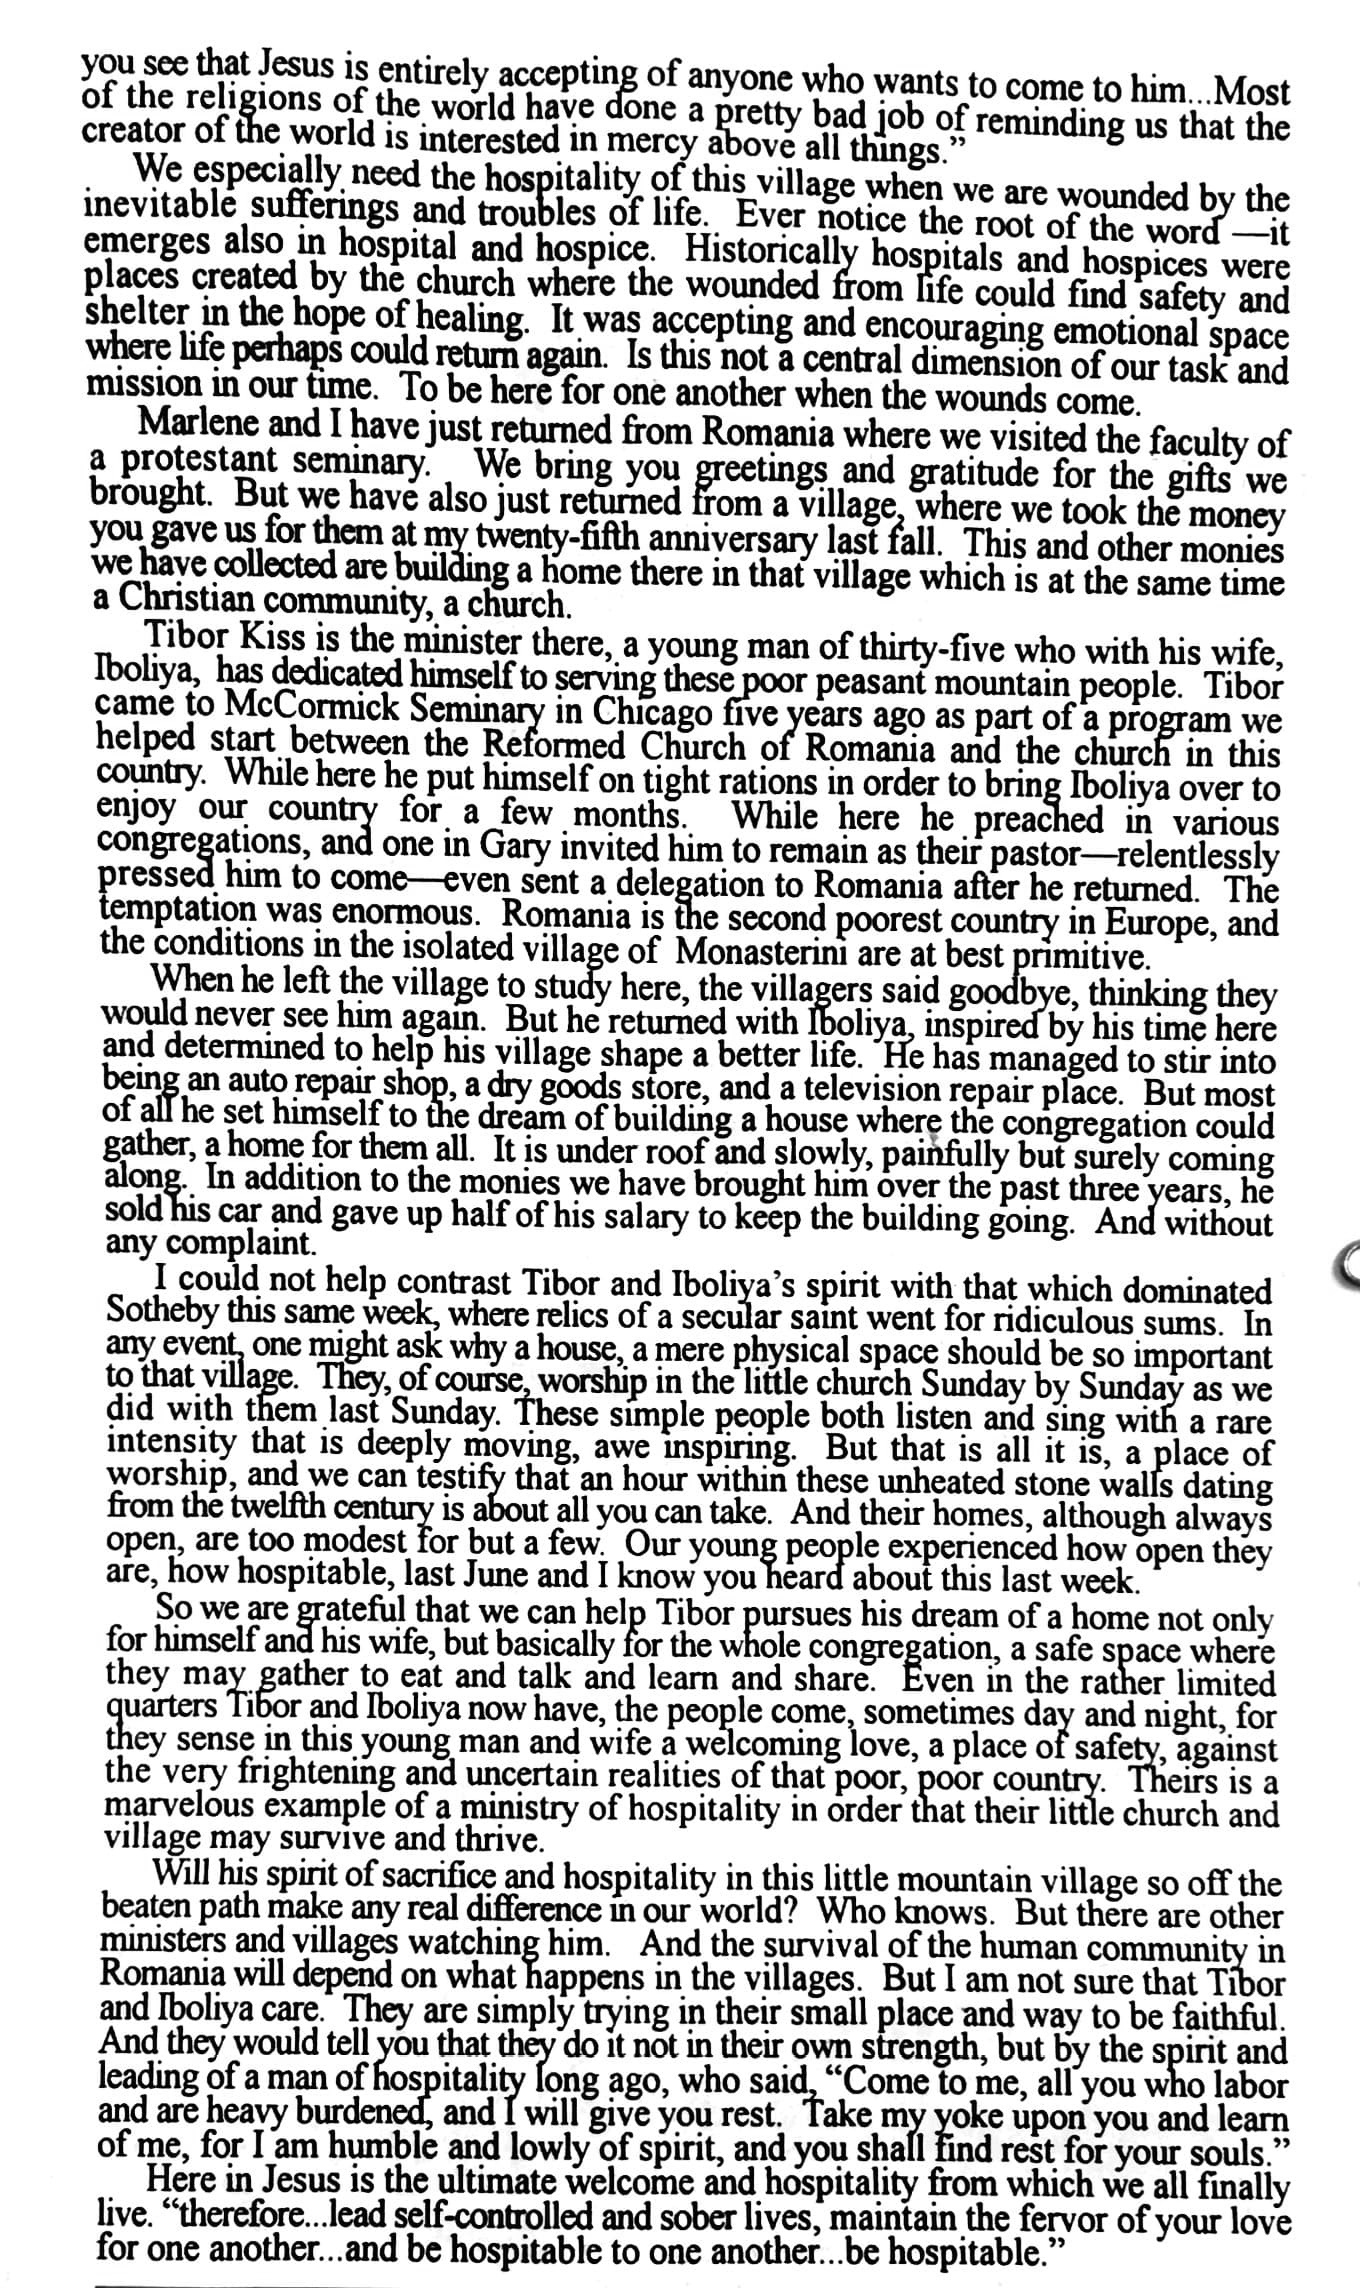 you see that Jesus is entirely accepting of anyone who wants to come to him...Most
of the religions of the world have done a pretty bad job of reminding us that the
creator of the world is interested in mercy above all things.”
We especially need the hospitality of this village when we are wounded by the
inevitable sufferings and troubles of life. Ever notice the root of the word —it
emerges also in hospital and hospice. Historically hospitals and hospices were
places created by the church where the wounded from life could find safety and
shelter in the hope of healing. It was accepting and encouraging emotional space
where life perhaps could return again. Is this not a central dimension of our task and
mission in our time. To be here for one another when the wounds come.
Marlene and I have just returned from Romania where we visited the faculty of
a protestant seminary. We bring you greetings and gratitude for the gifts we
brought. But we have also just returned from a village, where we took the money
you gave us for them at my twenty-fifth anniversary last fall. This and other monies
we have collected are building a home there in that village which is at the same time
a Christian community, a church.
Tibor Kiss is the minister there, a young man of thirty-five who with his wife,
Iboliya, has dedicated himself to serving these poor peasant mountain people. Tibor
came to McCormick Seminary in Chicago five years ago as part of a program we
helped start between the Reformed Church of Romania and the church in this
country. While here he put himself on tight rations in order to bring Iboliya over to
enjoy our country for a few months. While here he preached in various
congregations, and one in Gary invited him to remain as their pastor—relentlessly
pressed him to come—even sent a delegation to Romania after he returned. The
temptation was enormous. Romania is the second poorest country in Europe, and
the conditions in the isolated village of Monasterini are at best primitive.
When he left the village to study here, the villagers said goodbye, thinking they
would never see him again. But he returned with Iboliya, inspired by his time here
and determined to help his village shape a better life. He has managed to stir into
being an auto repair shop, a dry goods store, and a television repair place. But most
of all he set himself to the dream of building a house where the congregation could
gather, a home for them all. It is under roof and slowly, painfully but surely coming
along. In addition to the monies we have brought him over the past three years, he
sold his car and gave up half of his salary to keep the building going. And without
any complaint.
I could not help contrast Tibor and Iboliya’s spirit with that which dominated
Sotheby this same week, where relics of a secular saint went for ridiculous sums. In
any event, one might ask why a house, a mere physical space should be so important
to that village. They, of course, worship in the little church Sunday by Sunday as we
did with them last Sunday. These simple people both listen and sing with a rare
intensity that is deeply moving, awe inspiring. But that is all it is, a place of
worship, and we can testify that an hour within these unheated stone walls dating
from the twelfth century is about all you can take. And their homes, although always
open, are too modest for but a few. Our young people experienced how open they
are, how hospitable, last June and I know you heard about this last week.
So we are grateful that we can help Tibor pursues his dream of a home not only
for himself and his wife, but basically for the whole congregation, a safe space where
they may gather to eat and talk and learn and share. Even in the rather limited
quarters Tibor and Iboliya now have, the people come, sometimes day and night, for
they sense in this young man and wife a welcoming love, a place of safety, against
the very frightening and uncertain realities of that poor, poor country. Theirs is a
marvelous example of a ministry of hospitality in order that their little church and
village may survive and thrive.
Will his spirit of sacrifice and hospitality in this little mountain village so off the
beaten path make any real difference in our world? Who knows. But there are other
ministers and villages watching him. And the survival of the human community in
Romania will depend on what happens in the villages. But I am not sure that Tibor
and Iboliya care. They are simply trying in their small place and way to be faithful.
And they would tell you that they do it not in their own strength, but by the spirit and
leading of a man of hospitality long ago, who said, “Come to me, all you who labor
and are heavy burdened, and I will give you rest. Take my yoke upon you and learn
of me, for I am humble and lowly of spirit, and you shall find rest for your souls.”
Here in Jesus is the ultimate welcome and hospitality from which we all finally
live. “therefore...lead self-controlled and sober lives, maintain the fervor of your love
for one another...and be hospitable to one another...be hospitable.”